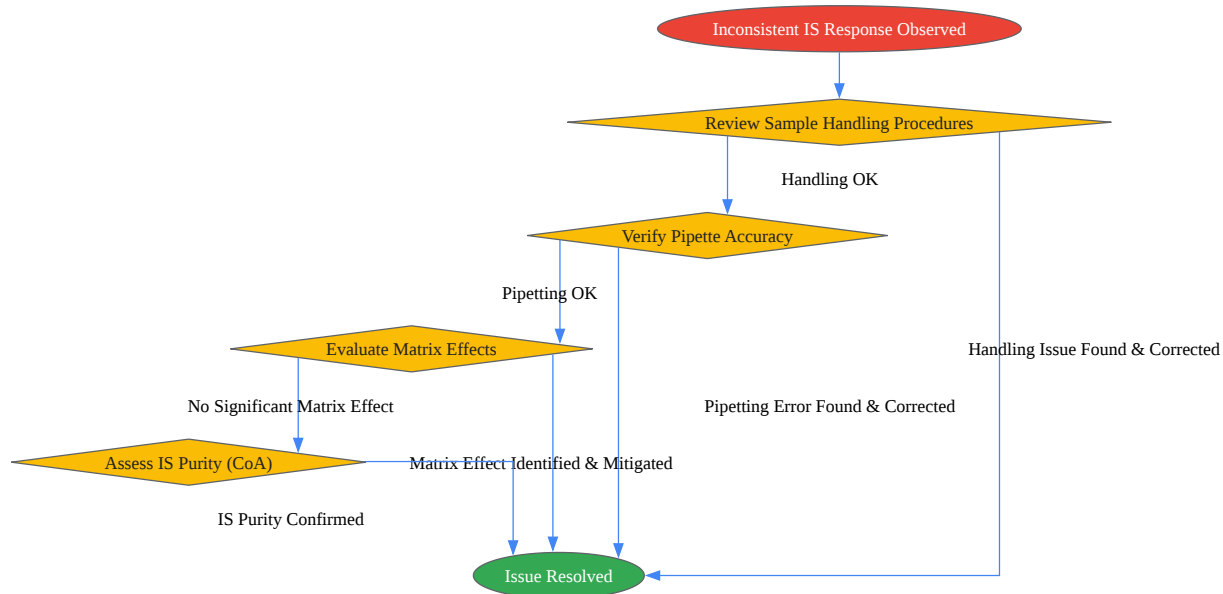 Inconsistent IS Response Observed
Review Sample Handling Procedures
Handling OK
Verify Pipette Accuracy
Pipetting OK
Evaluate Matrix Effects
Handling Issue Found & Corrected
No Significant Matrix Effect
Pipetting Error Found & Corrected
Assess IS Purity (CoA)
Matrix Effect Identified & Mitigated
IS Purity Confirmed
Issue Resolved